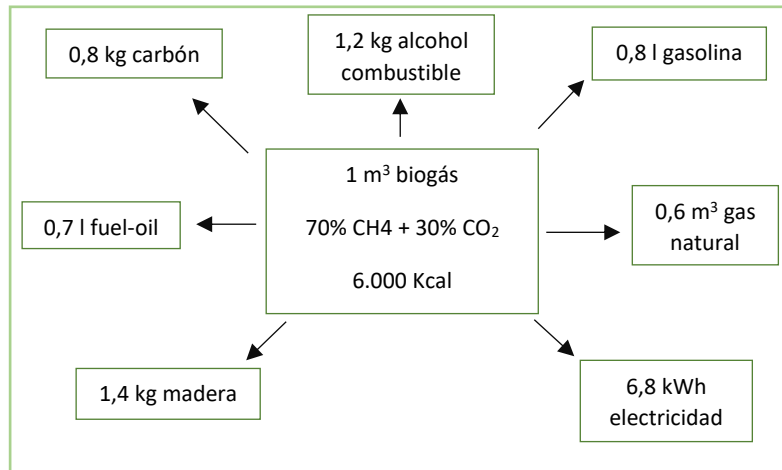 0,8 kg carbón
1,2 kg alcohol
combustible
0,8 l gasolina
1 m³ biogás
70% CH4 + 30% CO₂
6.000 Kcal
0,7 l fuel-oil
0,6 m³ gas
natural
1,4 kg madera
6,8 kWh
electricidad